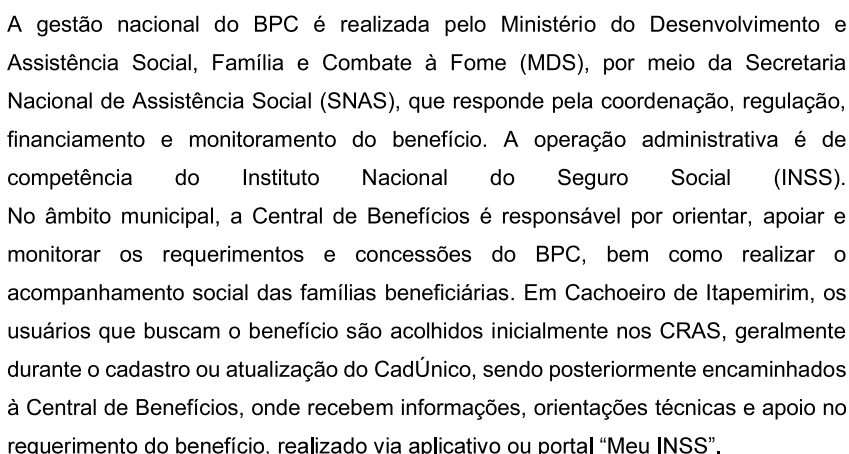 A gestão nacional do BPC é realizada pelo Ministério do Desenvolvimento e
Assistência Social, Família e Combate à Fome (MDS), por meio da Secretaria
Nacional de Assistência Social (SNAS), que responde pela coordenação, regulação,
financiamento e monitoramento do benefício. A operação administrativa é de
competência do Instituto Nacional do Seguro Social (INSS).
No âmbito municipal, a Central de Benefícios é responsável por orientar, apoiar e
monitorar os requerimentos e concessões do BPC, bem como realizar o
acompanhamento social das famílias beneficiárias. Em Cachoeiro de Itapemirim, os
usuários que buscam o benefício são acolhidos inicialmente nos CRAS, geralmente
durante o cadastro ou atualização do CadÚnico, sendo posteriormente encaminhados
à Central de Benefícios, onde recebem informações, orientações técnicas e apoio no
requerimento do benefício, realizado via aplicativo ou portal “Meu INSS”.